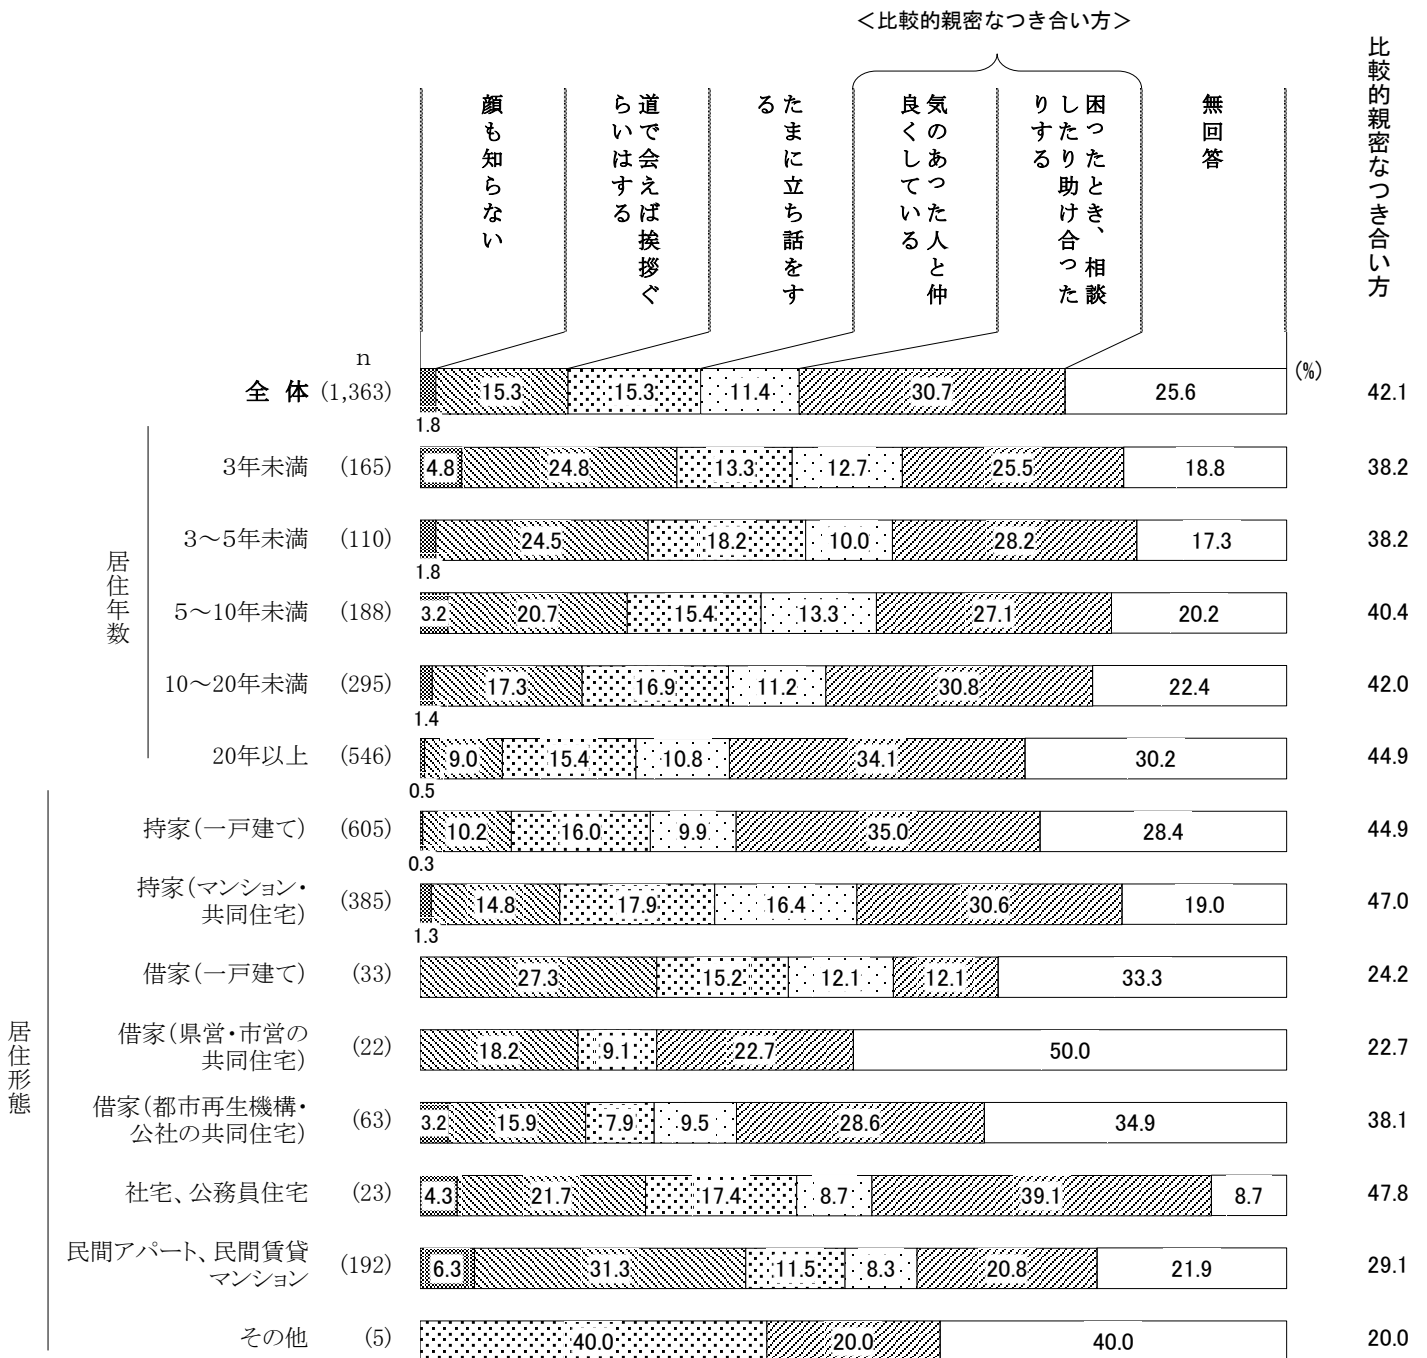 ＜比較的親密なつき合い方＞
顔も知らない
道で会えば挨拶ぐ
らいはする
たまに立ち話をす
る
気のあった人と仲
良くしている
困ったとき、相談
したり助け合った
りする
無回答
比較的親密なつき合い方
n
(%)
全 体 (1,363) 15.3 15.3 11.4 30.7 25.6 42.1
1.8
居住年数
3年未満 (165) 4.8 24.8 13.3 12.7 25.5 18.8 38.2
3～5年未満 (110) 24.5 18.2 10.0 28.2 17.3 38.2
1.8
5～10年未満 (188) 3.2 20.7 15.4 13.3 27.1 20.2 40.4
10～20年未満 (295) 17.3 16.9 11.2 30.8 22.4 42.0
1.4
20年以上 (546) 9.0 15.4 10.8 34.1 30.2 44.9
0.5
居住形態
持家(一戸建て) (605) 10.2 16.0 9.9 35.0 28.4 44.9
0.3
持家(マンション・
共同住宅) (385) 14.8 17.9 16.4 30.6 19.0 47.0
1.3
借家(一戸建て) (33) 27.3 15.2 12.1 12.1 33.3 24.2
借家(県営・市営の
共同住宅) (22) 18.2 9.1 22.7 50.0 22.7
借家(都市再生機構・
公社の共同住宅) (63) 3.2 15.9 7.9 9.5 28.6 34.9 38.1
社宅、公務員住宅 (23) 4.3 21.7 17.4 8.7 39.1 8.7 47.8
民間アパート、民間賃貸
マンション (192) 6.3 31.3 11.5 8.3 20.8 21.9 29.1
その他 (5) 40.0 20.0 40.0 20.0